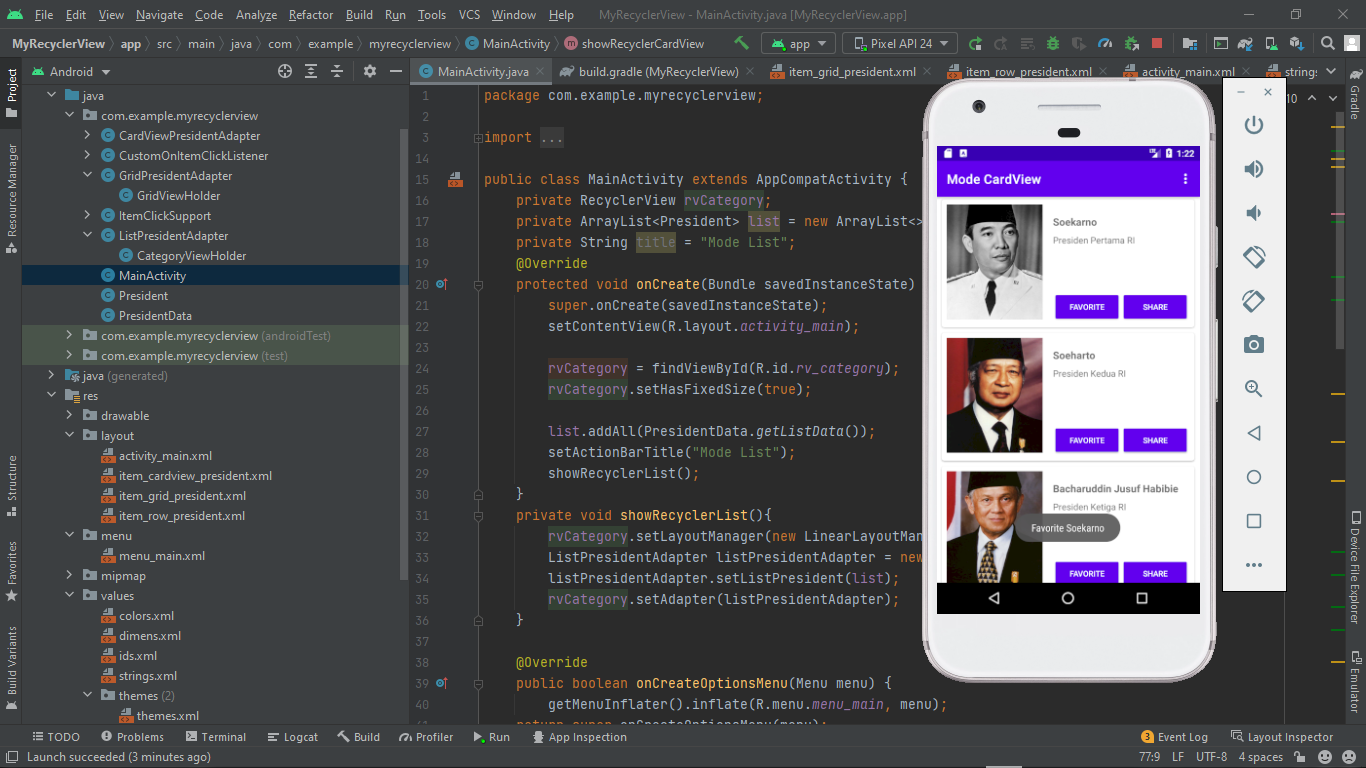 File Edit View Navigate Code Analyze Refactor Build Run Tools VCS Window Help MyRecyclerView - MainActivity.java [MyRecyclerView.app]
MyRecyclerView app src main java com example myrecyclerview MainActivity showRecyclerCardView app Pixel API 24
Android
MainActivity.java build.gradle (MyRecyclerView) item_grid_president.xml item_row_president.xml activity_main.xml strings
Project
Resource Manager
Structure
Favorites
Build Variants
java
com.example.myrecyclerview
CardViewPresidentAdapter
CustomOnItemClickListener
GridPresidentAdapter
GridViewHolder
ItemClickSupport
ListPresidentAdapter
CategoryViewHolder
MainActivity
President
PresidentData
com.example.myrecyclerview (androidTest)
com.example.myrecyclerview (test)
java (generated)
res
drawable
layout
activity_main.xml
item_cardview_president.xml
item_grid_president.xml
item_row_president.xml
menu
menu_main.xml
mipmap
values
colors.xml
dimens.xml
ids.xml
strings.xml
themes (2)
themes.xml
1 package com.example.myrecyclerview;
2
3 import ...
14
15 public class MainActivity extends AppCompatActivity {
16 private RecyclerView rvCategory;
17 private ArrayList<President> list = new ArrayList<>
18 private String title = "Mode List";
19 @Override
20 protected void onCreate(Bundle savedInstanceState)
21 super.onCreate(savedInstanceState);
22 setContentView(R.layout.activity_main);
23
24 rvCategory = findViewById(R.id.rv_category);
25 rvCategory.setHasFixedSize(true);
26
27 list.addAll(PresidentData.getListData());
28 setActionBarTitle("Mode List");
29 showRecyclerList();
30 }
31 private void showRecyclerList(){
32 rvCategory.setLayoutManager(new LinearLayoutMan
33 ListPresidentAdapter listPresidentAdapter = new
34 listPresidentAdapter.setListPresident(list);
35 rvCategory.setAdapter(listPresidentAdapter);
36 }
37
38 @Override
39 public boolean onCreateOptionsMenu(Menu menu) {
40 getMenuInflater().inflate(R.menu.menu_main, menu);
return super.onCreateOptionsMenu(menu);
1:22
Mode CardView
Soekarno
Presiden Pertama RI
FAVORITE SHARE
Soeharto
Presiden Kedua RI
FAVORITE SHARE
Bacharuddin Jusuf Habibie
Presiden Ketiga RI
Favorite Soekarno
FAVORITE SHARE
10
Gradle
Device File Explorer
Emulator
TODO Problems Terminal Logcat Build Profiler Run App Inspection 3 Event Log Layout Inspector
Launch succeeded (3 minutes ago) 77:9 LF UTF-8 4 spaces